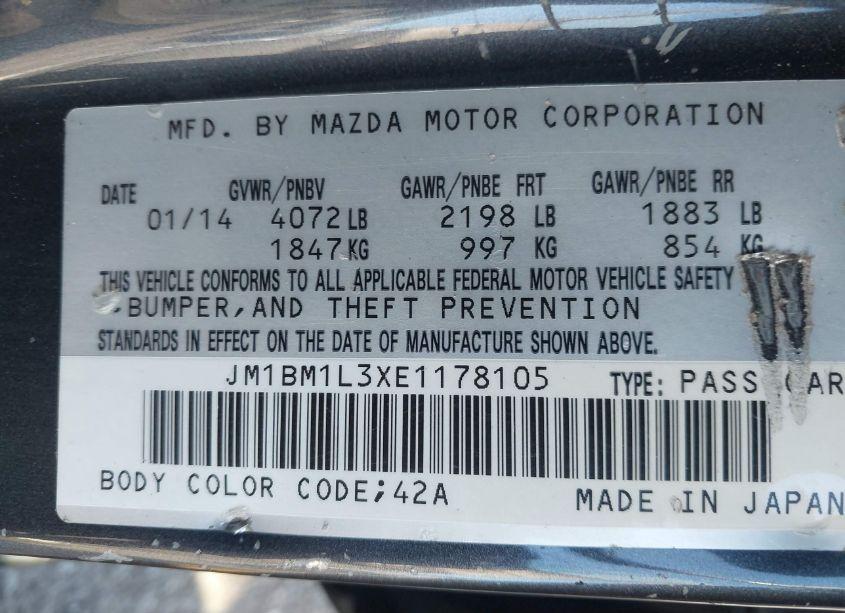 MFD. BY MAZDA MOTOR CORPORATION
DATE GVWR/PNBV GAWR/PNBE FRT GAWR/PNBE RR
01/14 4072 LB 2198 LB 1883 LB
1847 KG 997 KG 854 KG
THIS VEHICLE CONFORMS TO ALL APPLICABLE FEDERAL MOTOR VEHICLE SAFETY
, BUMPER, AND THEFT PREVENTION
STANDARDS IN EFFECT ON THE DATE OF MANUFACTURE SHOWN ABOVE.
JM1BM1L3XE1178105 TYPE: PASS CAR
BODY COLOR CODE;42A MADE IN JAPAN